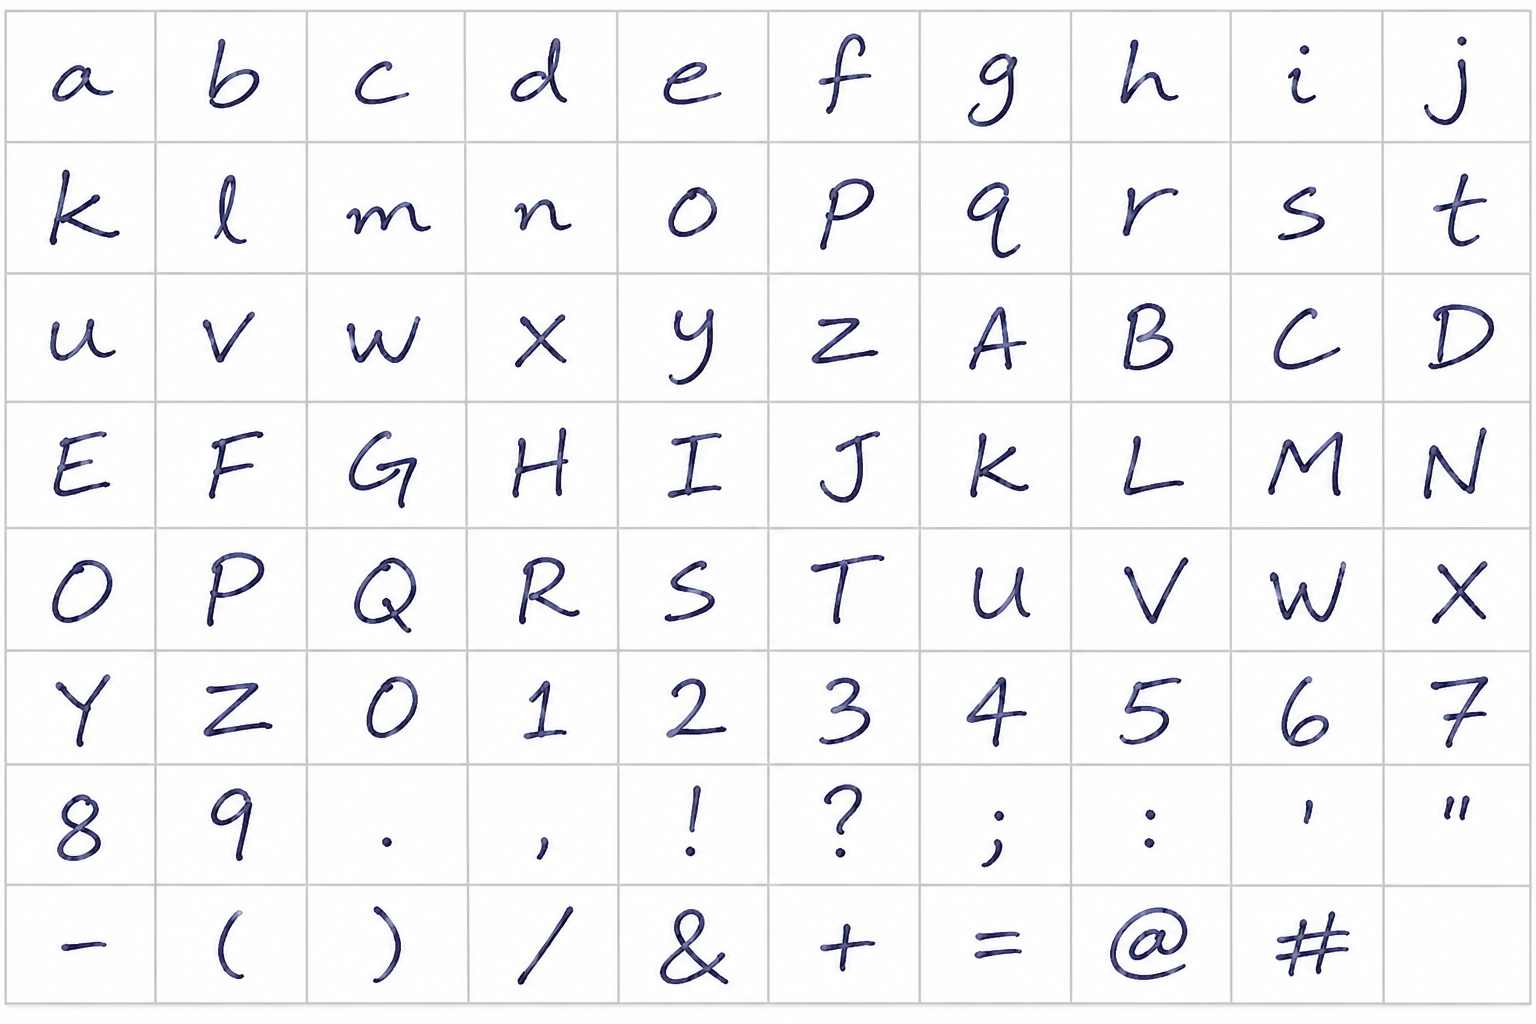 a b c d e f g h i j
k l m n o p q r s t
u v w x y z A B C D
E F G H I J K L M N
O P Q R S T U V W X
Y Z 0 1 2 3 4 5 6 7
8 9 . , ! ? ; : ' "
- ( ) / & + = @ #